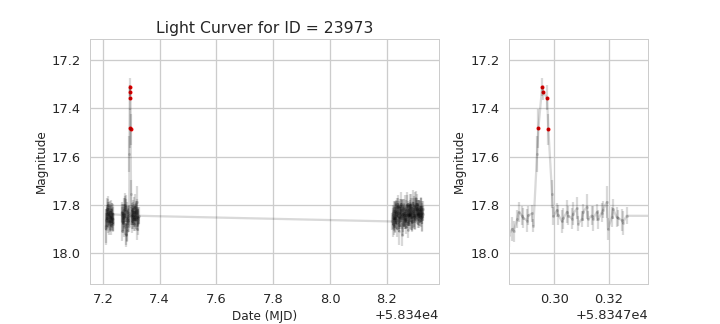 Light Curver for ID = 23973
17.2
17.4
17.6
17.8
18.0
Magnitude
7.2 7.4 7.6 7.8 8.0 8.2
Date (MJD)
+5.834e4
17.2
17.4
17.6
17.8
18.0
Magnitude
0.30 0.32
+5.8347e4